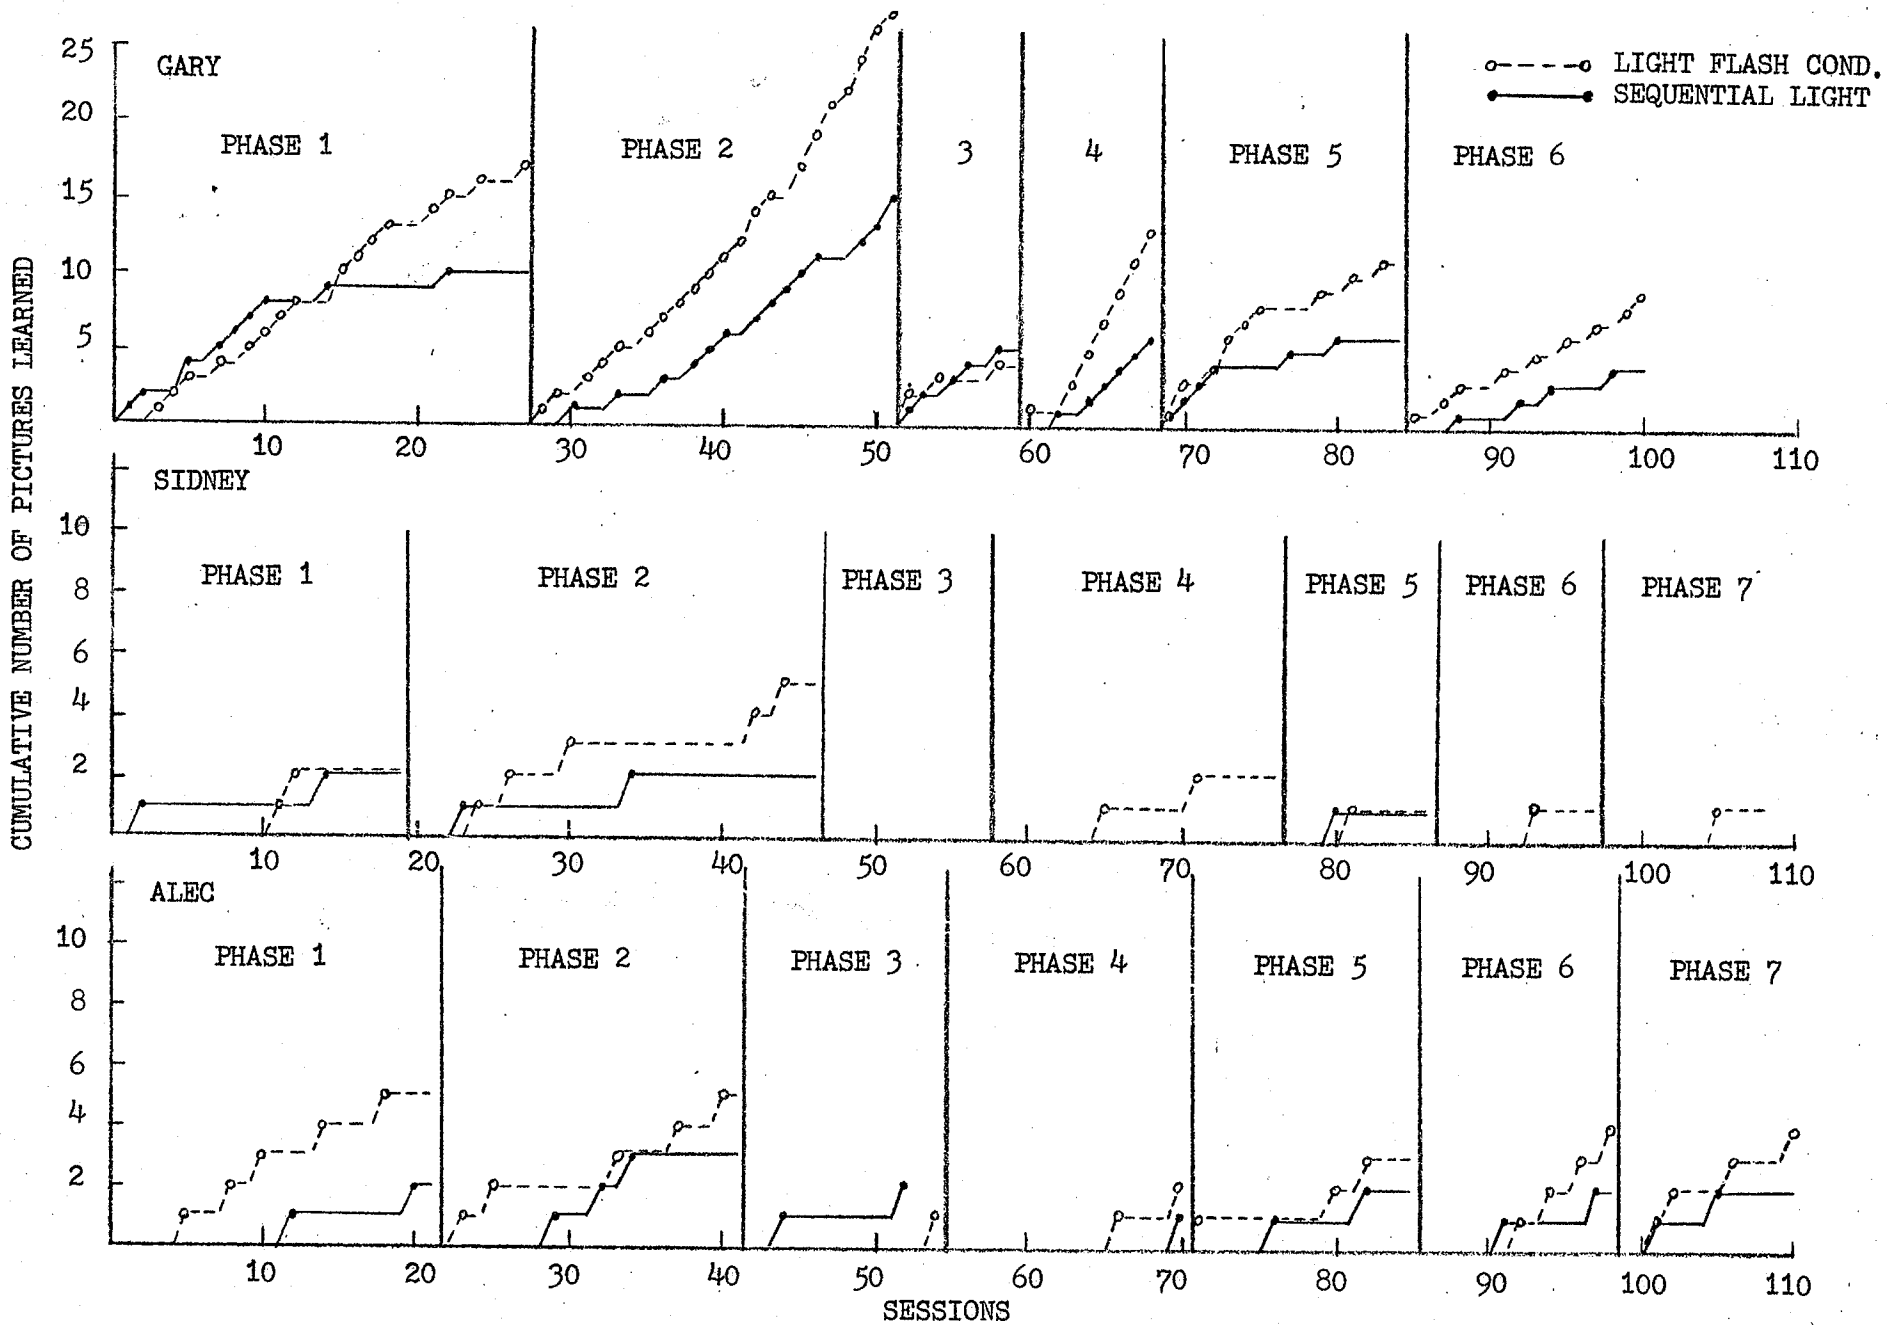 CUMULATIVE NUMBER OF PICTURES LEARNED
GARY
LIGHT FLASH COND.
SEQUENTIAL LIGHT
PHASE 1
PHASE 2
3
4
PHASE 5
PHASE 6
25
20
15
10
5
10
20
30
40
50
60
70
80
90
100
110
SIDNEY
PHASE 1
PHASE 2
PHASE 3
PHASE 4
PHASE 5
PHASE 6
PHASE 7
10
8
6
4
2
10
20
30
40
50
60
70
80
90
100
110
ALEC
PHASE 1
PHASE 2
PHASE 3
PHASE 4
PHASE 5
PHASE 6
PHASE 7
10
8
6
4
2
10
20
30
40
50
60
70
80
90
100
110
SESSIONS